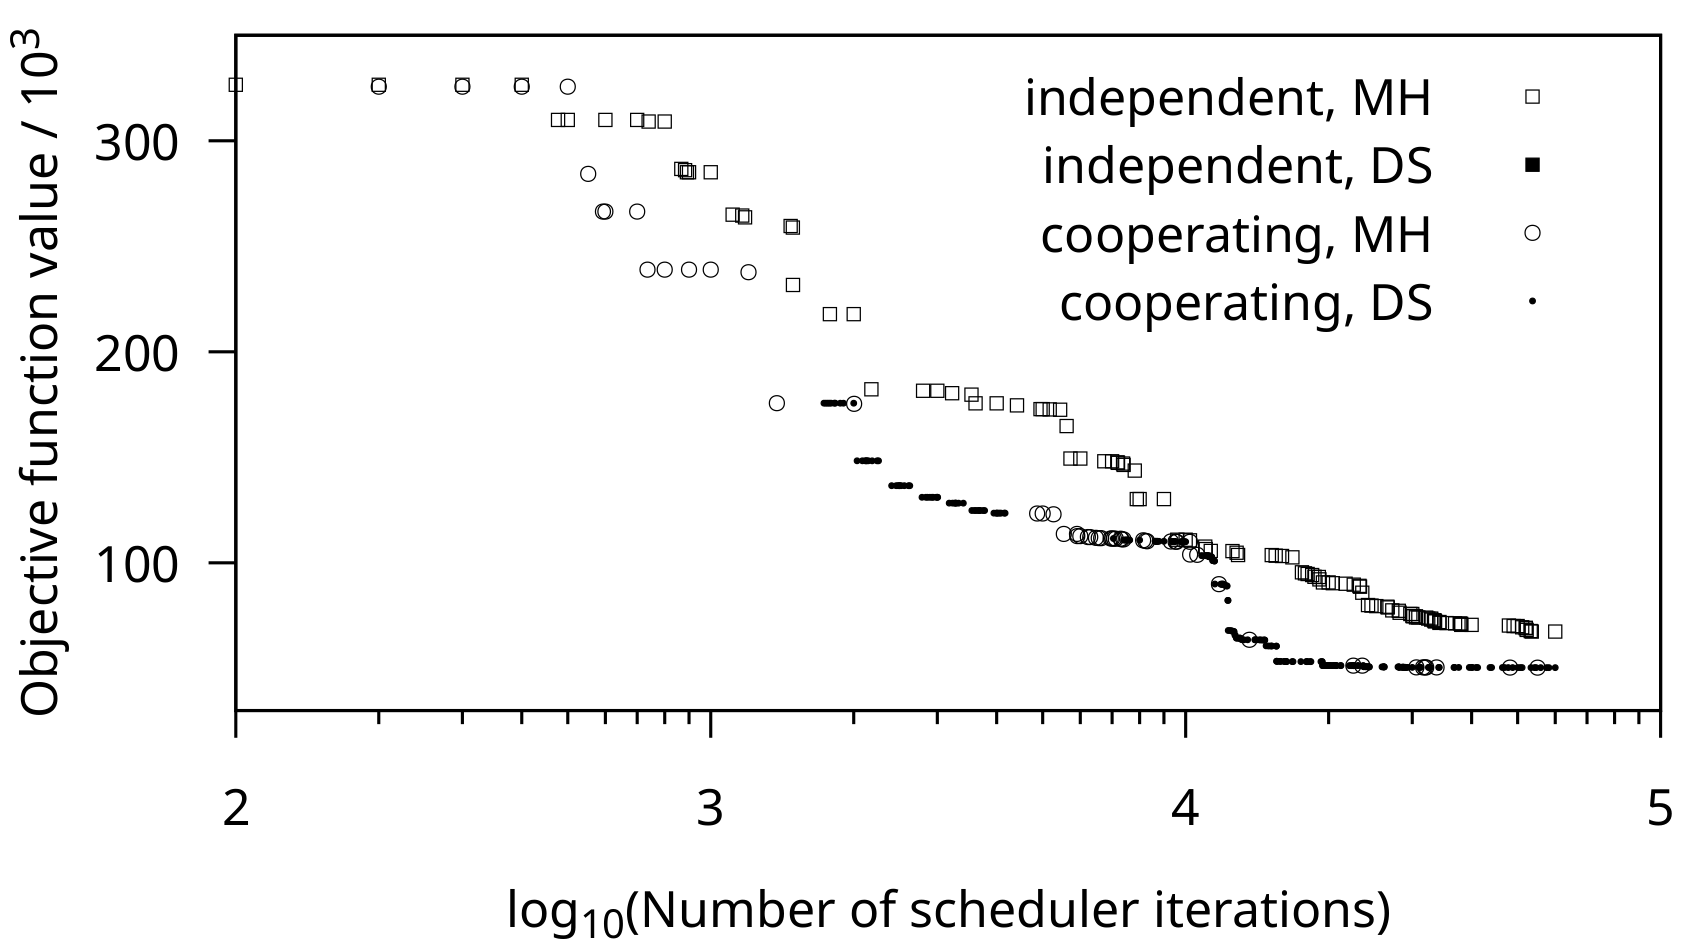 Objective function value / 10³
300
200
100
independent, MH
independent, DS
cooperating, MH
cooperating, DS
2 3 4 5
log₁₀(Number of scheduler iterations)